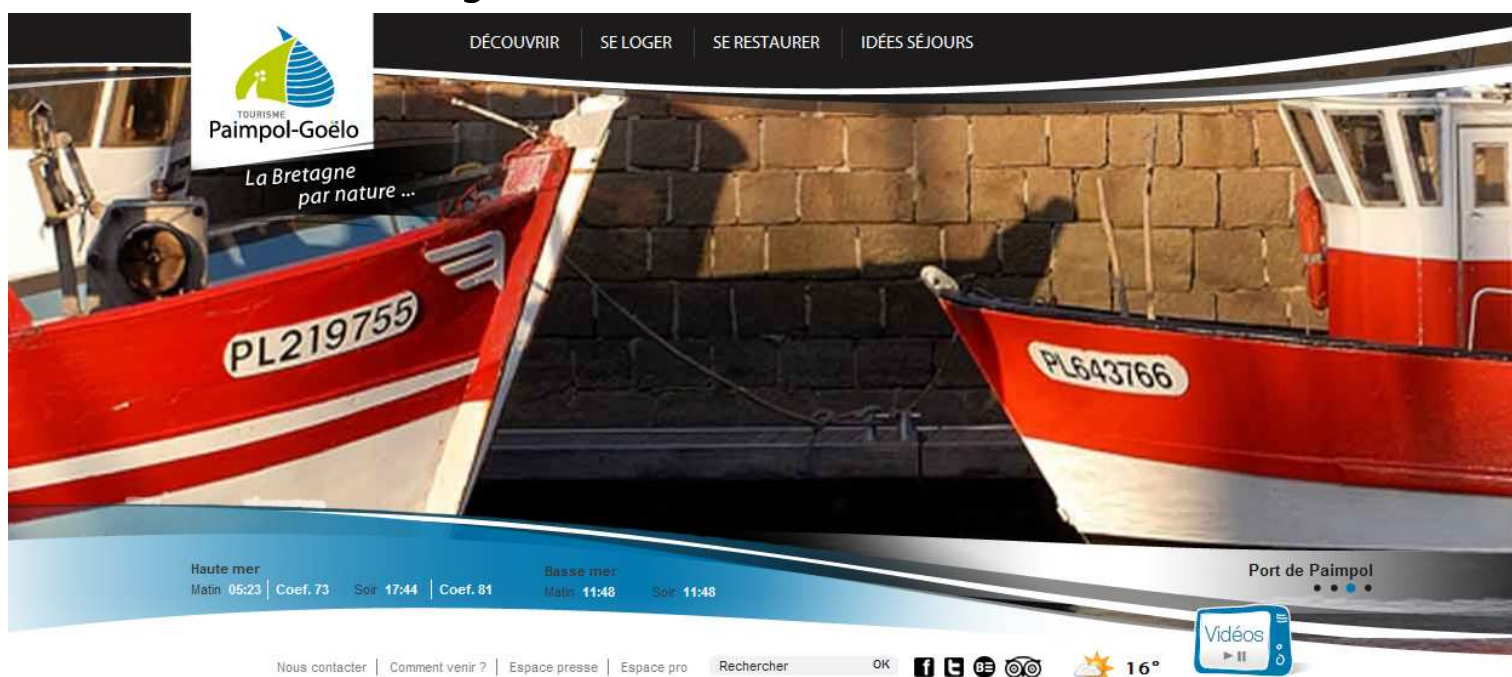 DÉCOUVRIR SE LOGER SE RESTAURER IDÉES SÉJOURS
TOURISME
Paimpol-Goëlo
La Bretagne
par nature ...
PL219755
PL643766
Haute mer
Matin 05:23 Coef. 73 Soir 17:44 Coef. 81
Basse mer
Matin 11:48 Soir 11:48
Port de Paimpol
Vidéos
Nous contacter Comment venir ? Espace presse Espace pro Rechercher OK
16°